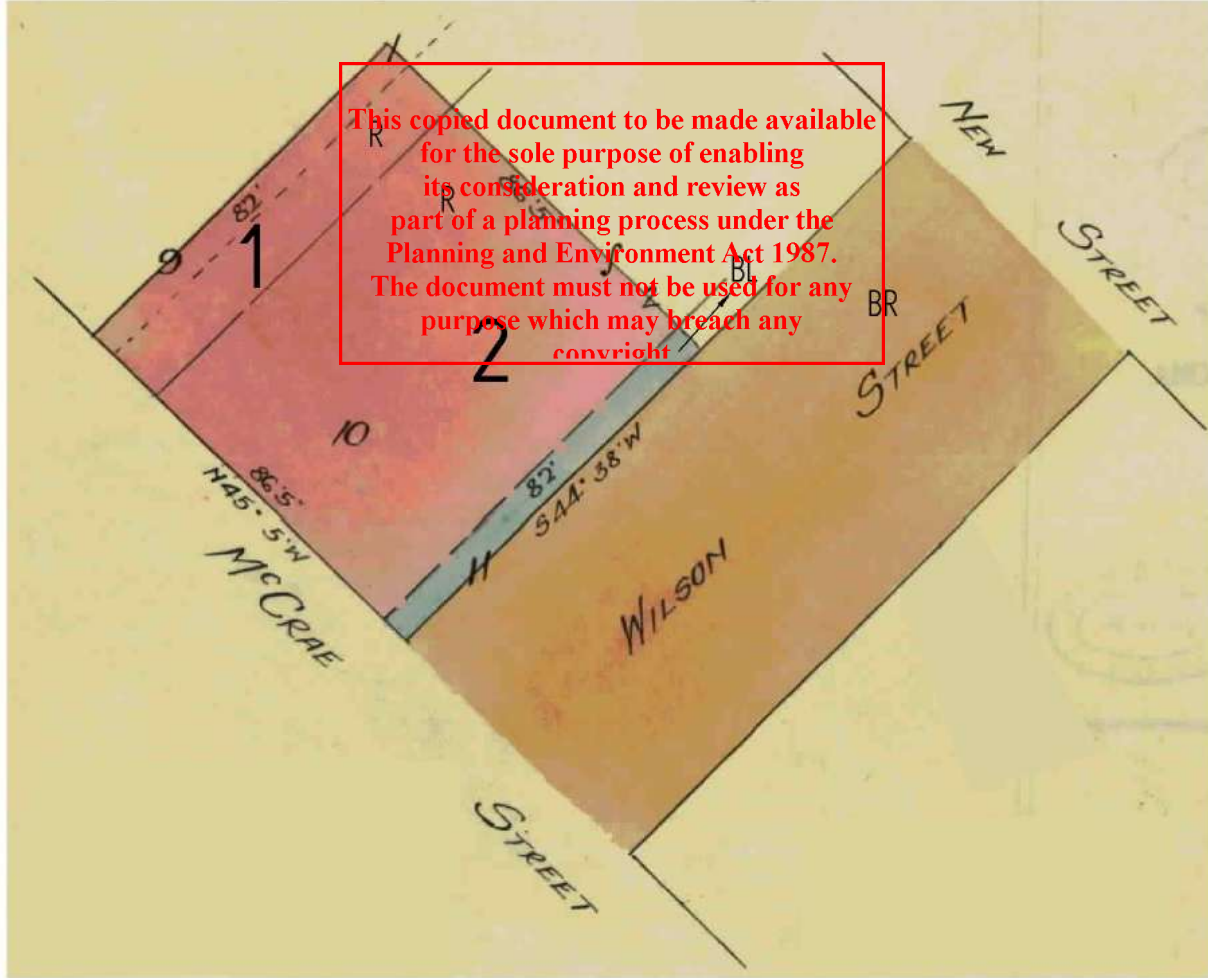 This copied document to be made available
for the sole purpose of enabling
its consideration and review as
part of a planning process under the
Planning and Environment Act 1987.
The document must not be used for any
purpose which may breach any
copyright
NEW
STREET
R
R
82'
86'5"
9
1
BL
BR
2
STREET
10
86'5"
N45° 5'W
82'
S44° 38'W
H
McCRAE
WILSON
STREET